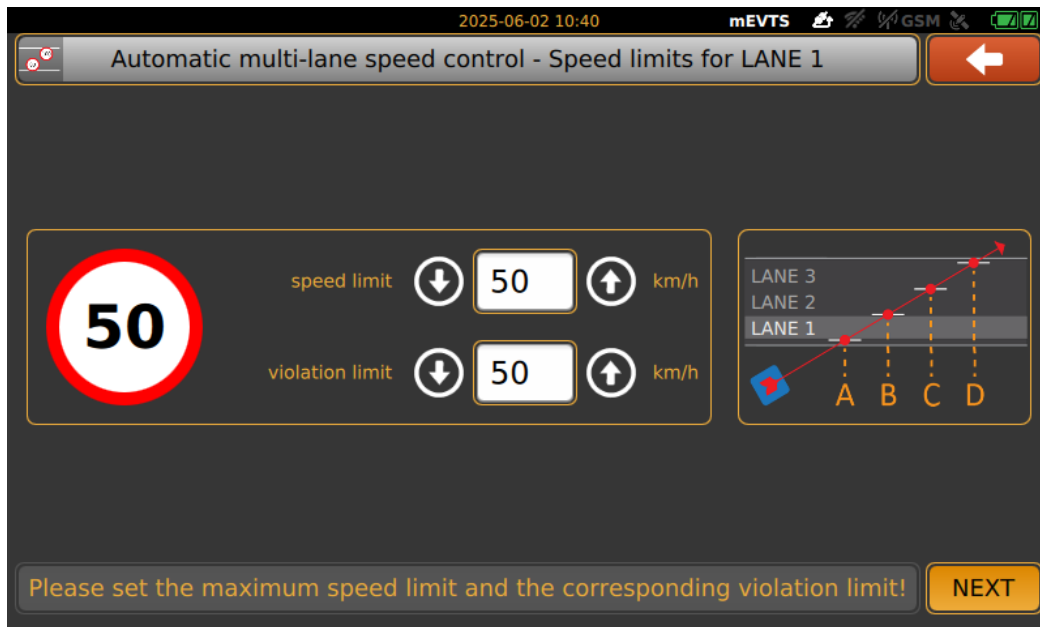 2025-06-02 10:40 mEVTS GSM
Automatic multi-lane speed control - Speed limits for LANE 1
50
speed limit 50 km/h
violation limit 50 km/h
LANE 3
LANE 2
LANE 1
A B C D
Please set the maximum speed limit and the corresponding violation limit!
NEXT